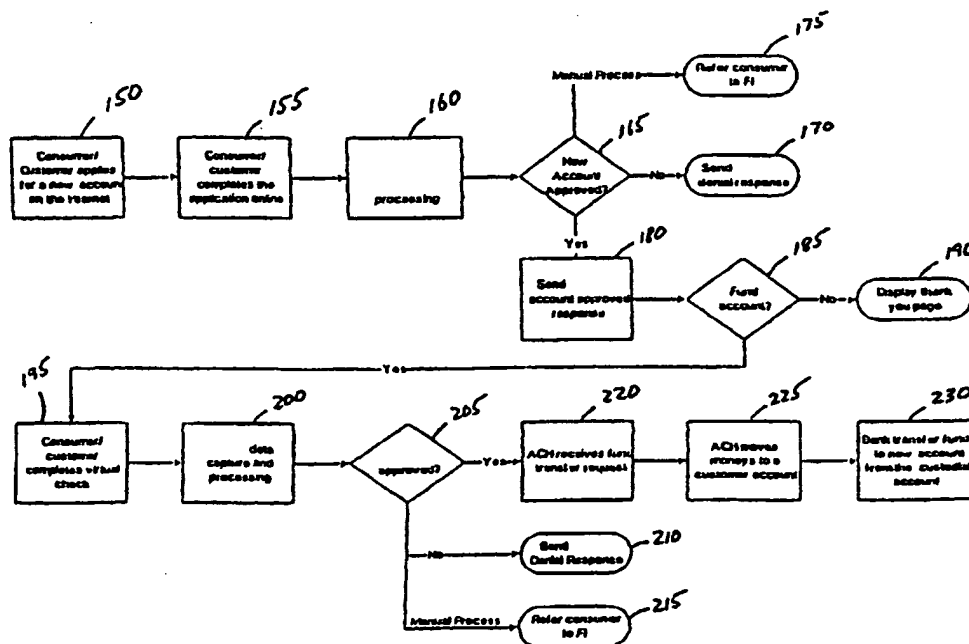 150
Consumer/
Customer applies
for a new account
on the Internet
155
Consumer/
customer
completes the
application online
160
processing
165
New
Account
Approved?
Manual Process
175
Refer consumer
to FI
No
170
Send
denial response
Yes
180
Send
account approved
response
185
Fund
account?
No
190
Display thank
you page
Yes
195
Consumer/
customer
completes virtual
check
200
data
capture and
processing
205
approved?
Yes
220
ACH receives fund
transfer request
225
ACH moves
moneys to a
customer account
230
Bank transfer funds
to new account
from the custodial
account
No
210
Send
Denial Response
Manual Process
215
Refer consumer
to FI